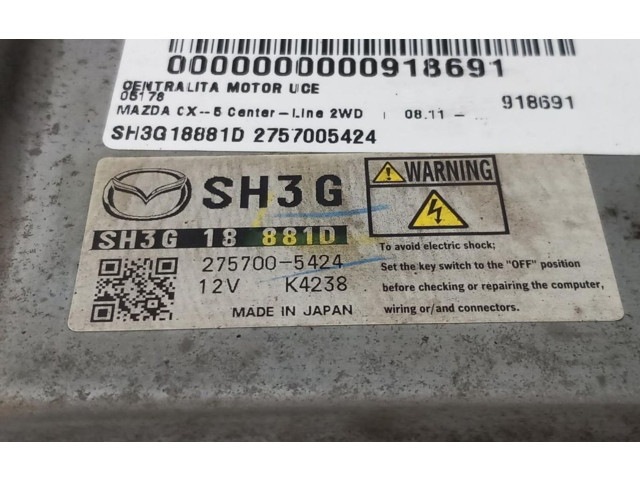 0000000000918691
CENTRALITA MOTOR UCE
05178
918691
MAZDA CX--5 Center-Line 2WD | 08.11 - ...
SH3G18881D 2757005424
SH3G
WARNING
SH3G 18 881D
To avoid electric shock;
275700-5424
Set the key switch to the "OFF" position
12V K4238
before checking or repairing the computer,
MADE IN JAPAN
wiring or/and connectors.